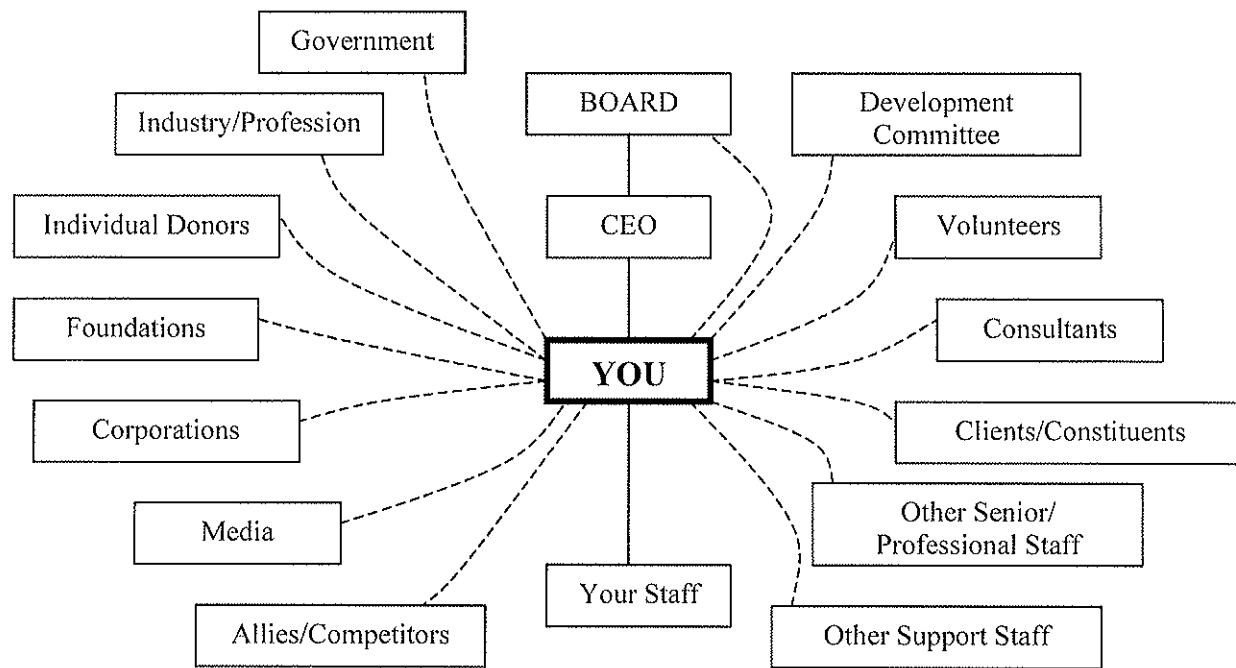 Government
BOARD
Development
Committee
Industry/Profession
Individual Donors
CEO
Volunteers
Foundations
Consultants
YOU
Corporations
Clients/Constituents
Media
Other Senior/
Professional Staff
Your Staff
Allies/Competitors
Other Support Staff